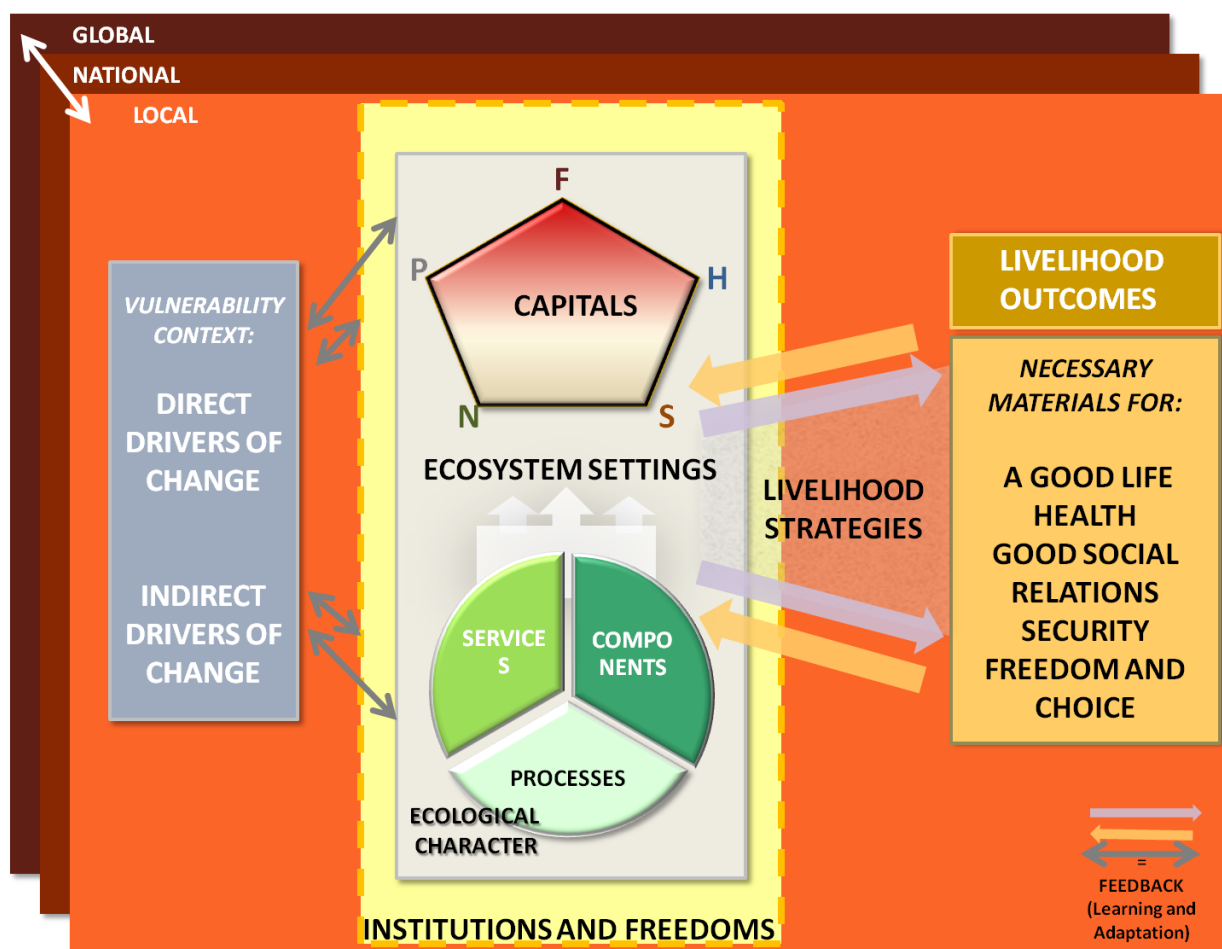 GLOBAL
NATIONAL
LOCAL
VULNERABILITY
CONTEXT:
DIRECT
DRIVERS OF
CHANGE
INDIRECT
DRIVERS OF
CHANGE
F
P
H
CAPITALS
N
S
ECOSYSTEM SETTINGS
SERVICE
S
COMPO
NENTS
PROCESSES
ECOLOGICAL
CHARACTER
INSTITUTIONS AND FREEDOMS
LIVELIHOOD
STRATEGIES
LIVELIHOOD
OUTCOMES
NECESSARY
MATERIALS FOR:
A GOOD LIFE
HEALTH
GOOD SOCIAL
RELATIONS
SECURITY
FREEDOM AND
CHOICE
=
FEEDBACK
(Learning and
Adaptation)